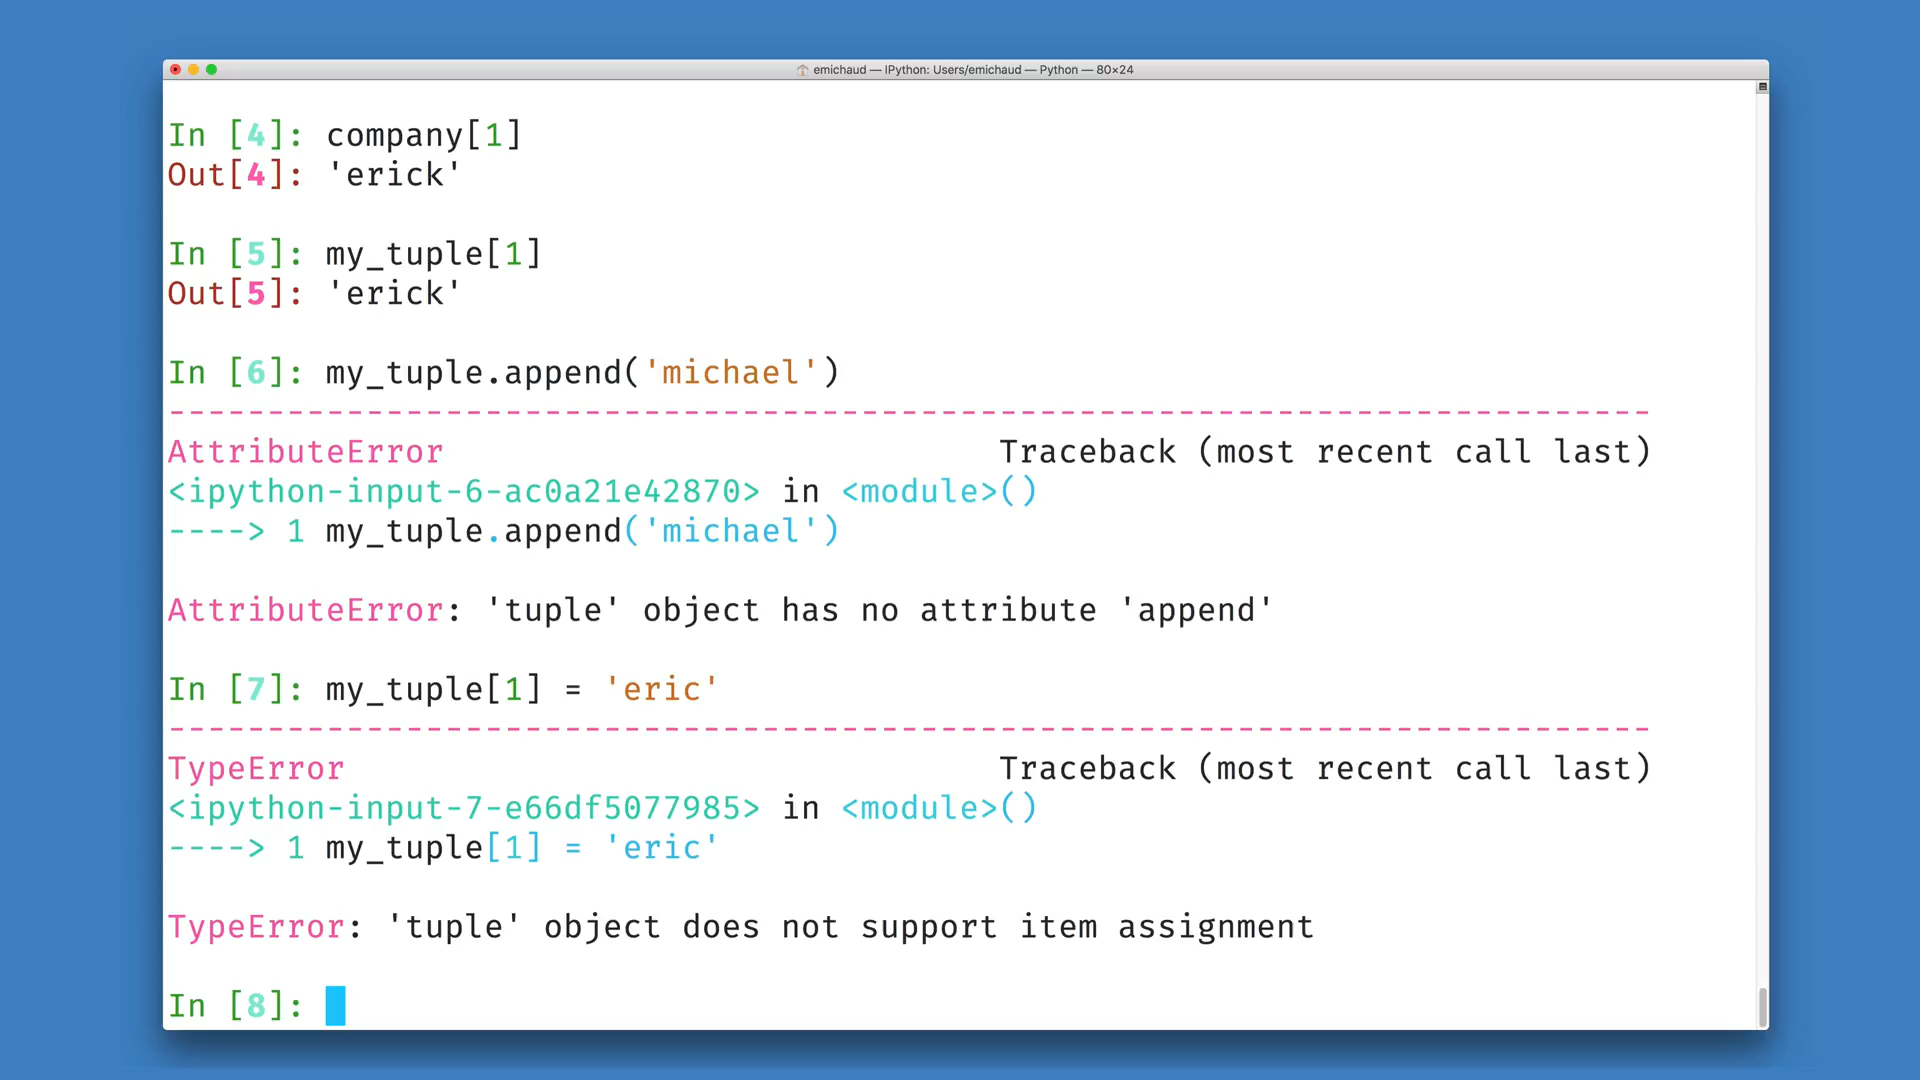 emichaud — IPython: Users/emichaud — Python — 80×24
In [4]: company[1]
Out[4]: 'erick'
In [5]: my_tuple[1]
Out[5]: 'erick'
In [6]: my_tuple.append('michael')
---------------------------------------------------------------------------
AttributeError                            Traceback (most recent call last)
<ipython-input-6-ac0a21e42870> in <module>()
----> 1 my_tuple.append('michael')
AttributeError: 'tuple' object has no attribute 'append'
In [7]: my_tuple[1] = 'eric'
---------------------------------------------------------------------------
TypeError                                 Traceback (most recent call last)
<ipython-input-7-e66df5077985> in <module>()
----> 1 my_tuple[1] = 'eric'
TypeError: 'tuple' object does not support item assignment
In [8]: